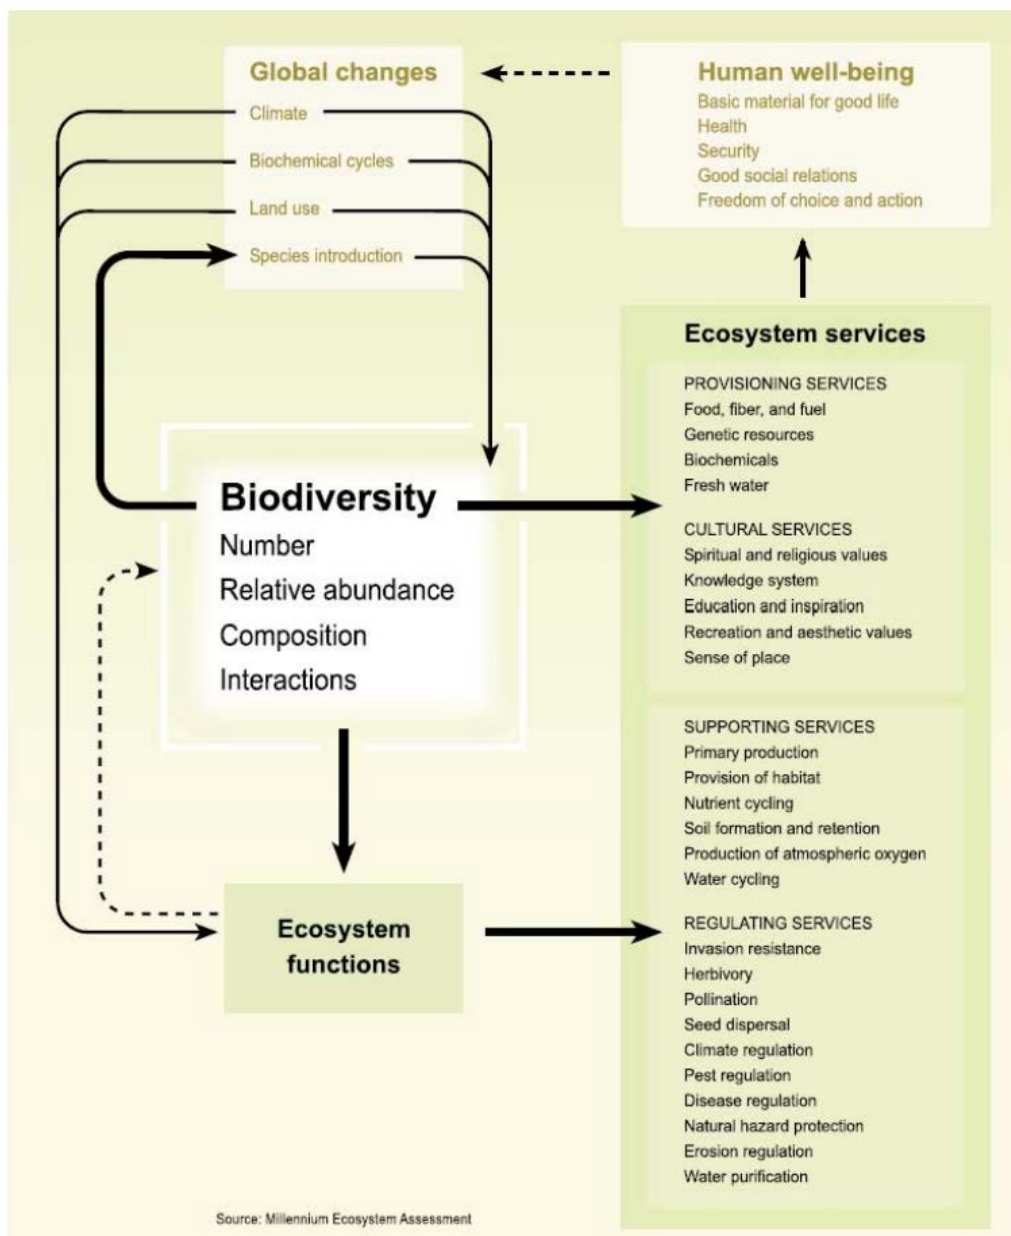 Global changes
Climate
Biochemical cycles
Land use
Species introduction
Human well-being
Basic material for good life
Health
Security
Good social relations
Freedom of choice and action
Biodiversity
Number
Relative abundance
Composition
Interactions
Ecosystem
functions
Ecosystem services
PROVISIONING SERVICES
Food, fiber, and fuel
Genetic resources
Biochemicals
Fresh water
CULTURAL SERVICES
Spiritual and religious values
Knowledge system
Education and inspiration
Recreation and aesthetic values
Sense of place
SUPPORTING SERVICES
Primary production
Provision of habitat
Nutrient cycling
Soil formation and retention
Production of atmospheric oxygen
Water cycling
REGULATING SERVICES
Invasion resistance
Herbivory
Pollination
Seed dispersal
Climate regulation
Pest regulation
Disease regulation
Natural hazard protection
Erosion regulation
Water purification
Source: Millennium Ecosystem Assessment